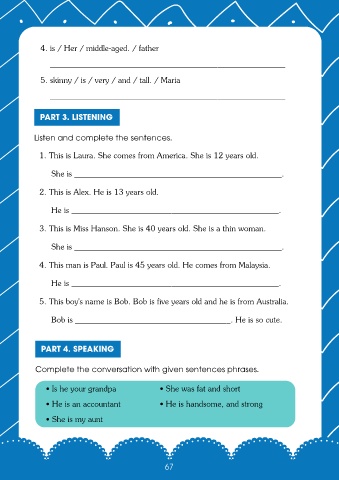 4. is / Her / middle-aged. / father
5. skinny / is / very / and / tall. / Maria
PART 3. LISTENING
Listen and complete the sentences.
1. This is Laura. She comes from America. She is 12 years old.
She is ____________________.
2. This is Alex. He is 13 years old.
He is ____________________.
3. This is Miss Hanson. She is 40 years old. She is a thin woman.
She is ____________________.
4. This man is Paul. Paul is 45 years old. He comes from Malaysia.
He is ____________________.
5. This boy's name is Bob. Bob is five years old and he is from Australia.
Bob is ____________________. He is so cute.
PART 4. SPEAKING
Complete the conversation with given sentences phrases.
• Is he your grandpa • She was fat and short
• He is an accountant • He is handsome, and strong
• She is my aunt
67